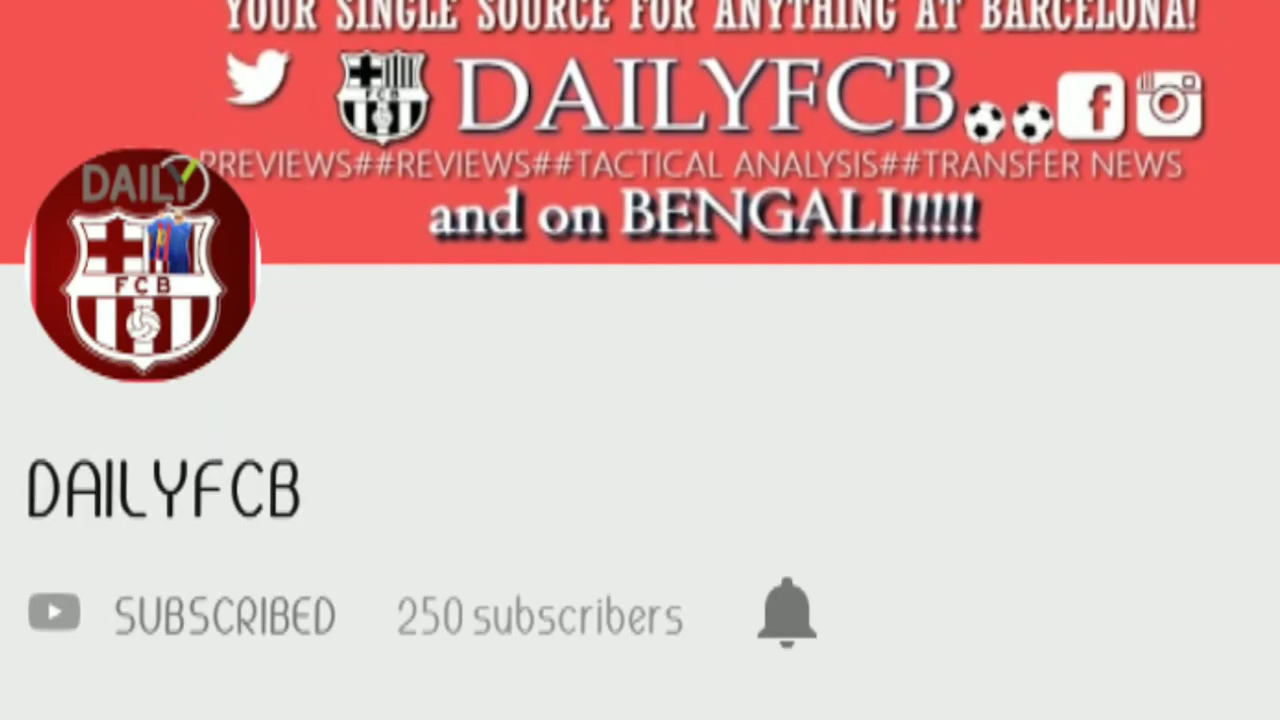 YOUR SINGLE SOURCE FOR ANYTHING AT BARCELONA!
DAILYFCB
PREVIEWS##REVIEWS##TACTICAL ANALYSIS##TRANSFER NEWS
and on BENGALI!!!!!
DAILY
FCB
DAILYFCB
SUBSCRIBED 250 subscribers